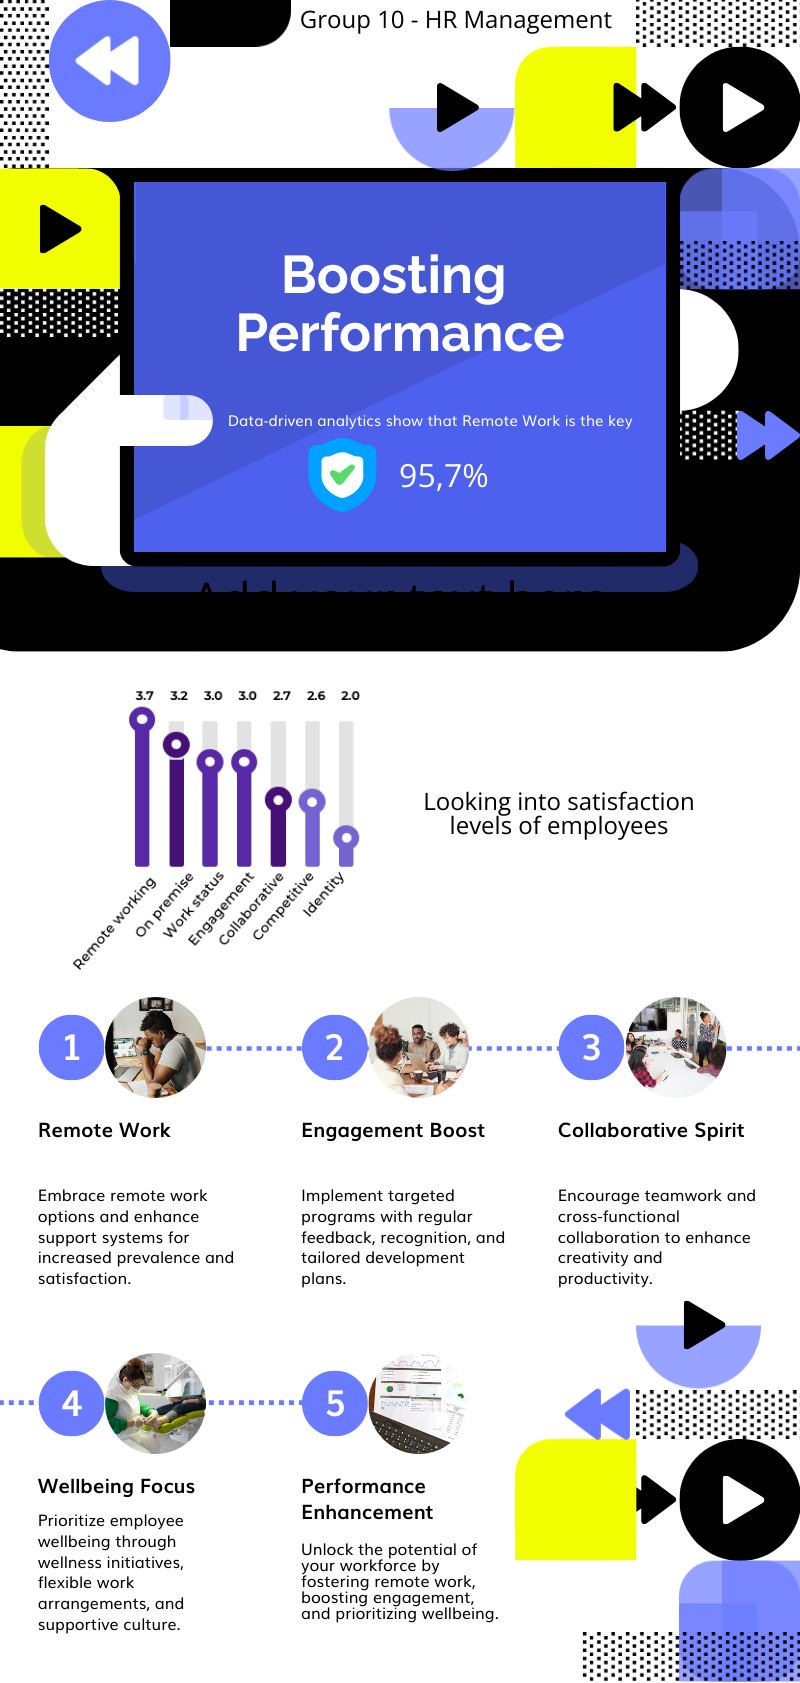 Group 10 - HR Management
Boosting
Performance
Data-driven analytics show that Remote Work is the key
95,7%
Add your text here
3.7 3.2 3.0 3.0 2.7 2.6 2.0
Remote working
On premise
Work status
Engagement
Collaborative
Competitive
Identity
Looking into satisfaction
levels of employees
1
2
3
Remote Work
Engagement Boost
Collaborative Spirit
Embrace remote work
options and enhance
support systems for
increased prevalence and
satisfaction.
Implement targeted
programs with regular
feedback, recognition, and
tailored development
plans.
Encourage teamwork and
cross-functional
collaboration to enhance
creativity and
productivity.
4
5
Wellbeing Focus
Prioritize employee
wellbeing through
wellness initiatives,
flexible work
arrangements, and
supportive culture.
Performance
Enhancement
Unlock the potential of
your workforce by
fostering remote work,
boosting engagement,
and prioritizing wellbeing.